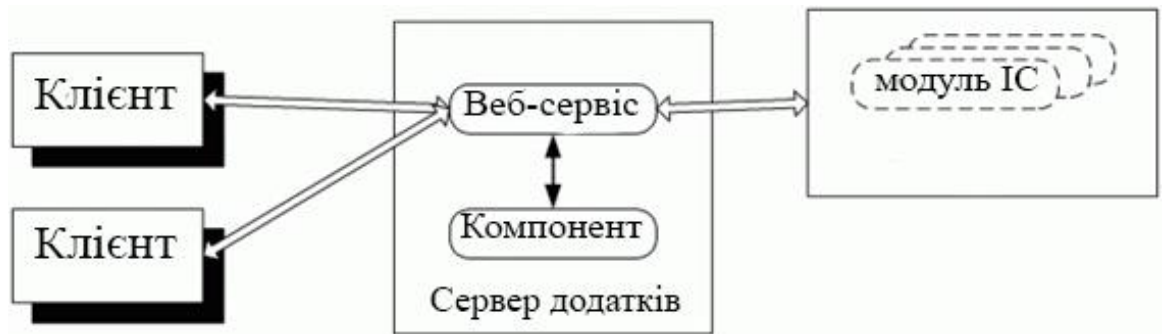 Клієнт
Веб-сервіс
модуль ІС
Клієнт
Компонент
Сервер додатків